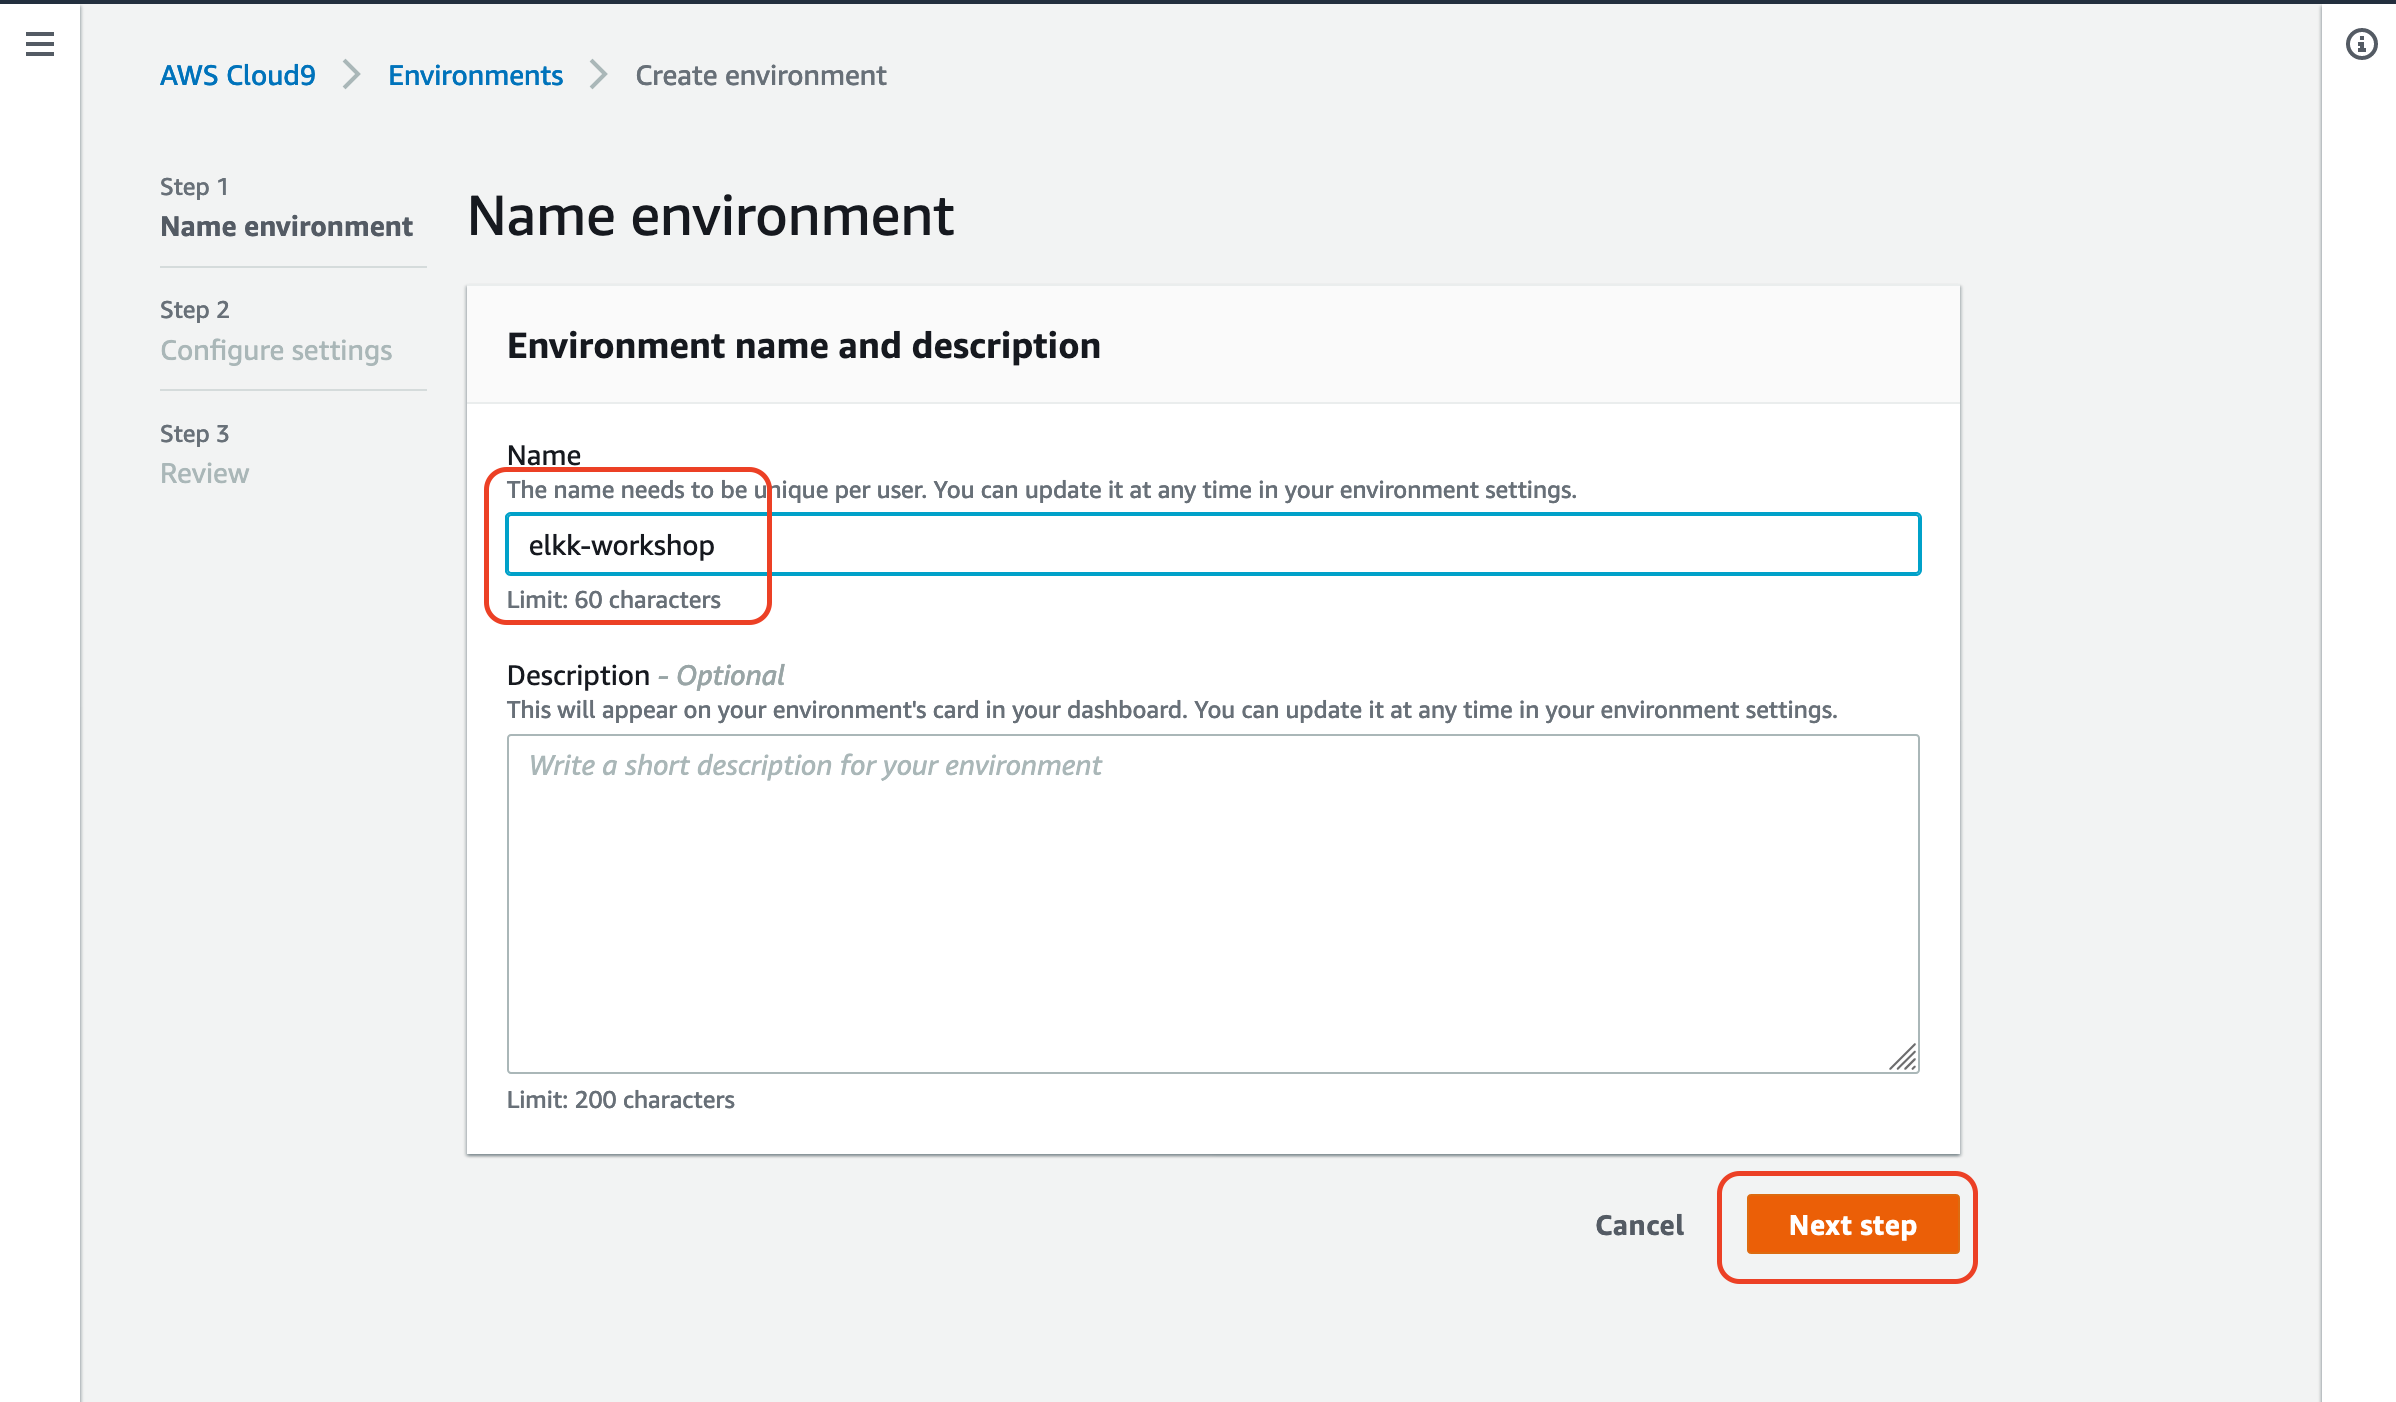 AWS Cloud9 > Environments > Create environment
Step 1
Name environment
Step 2
Configure settings
Step 3
Review
Name environment
Environment name and description
Name
The name needs to be unique per user. You can update it at any time in your environment settings.
elkk-workshop
Limit: 60 characters
Description - Optional
This will appear on your environment's card in your dashboard. You can update it at any time in your environment settings.
Write a short description for your environment
Limit: 200 characters
Cancel
Next step